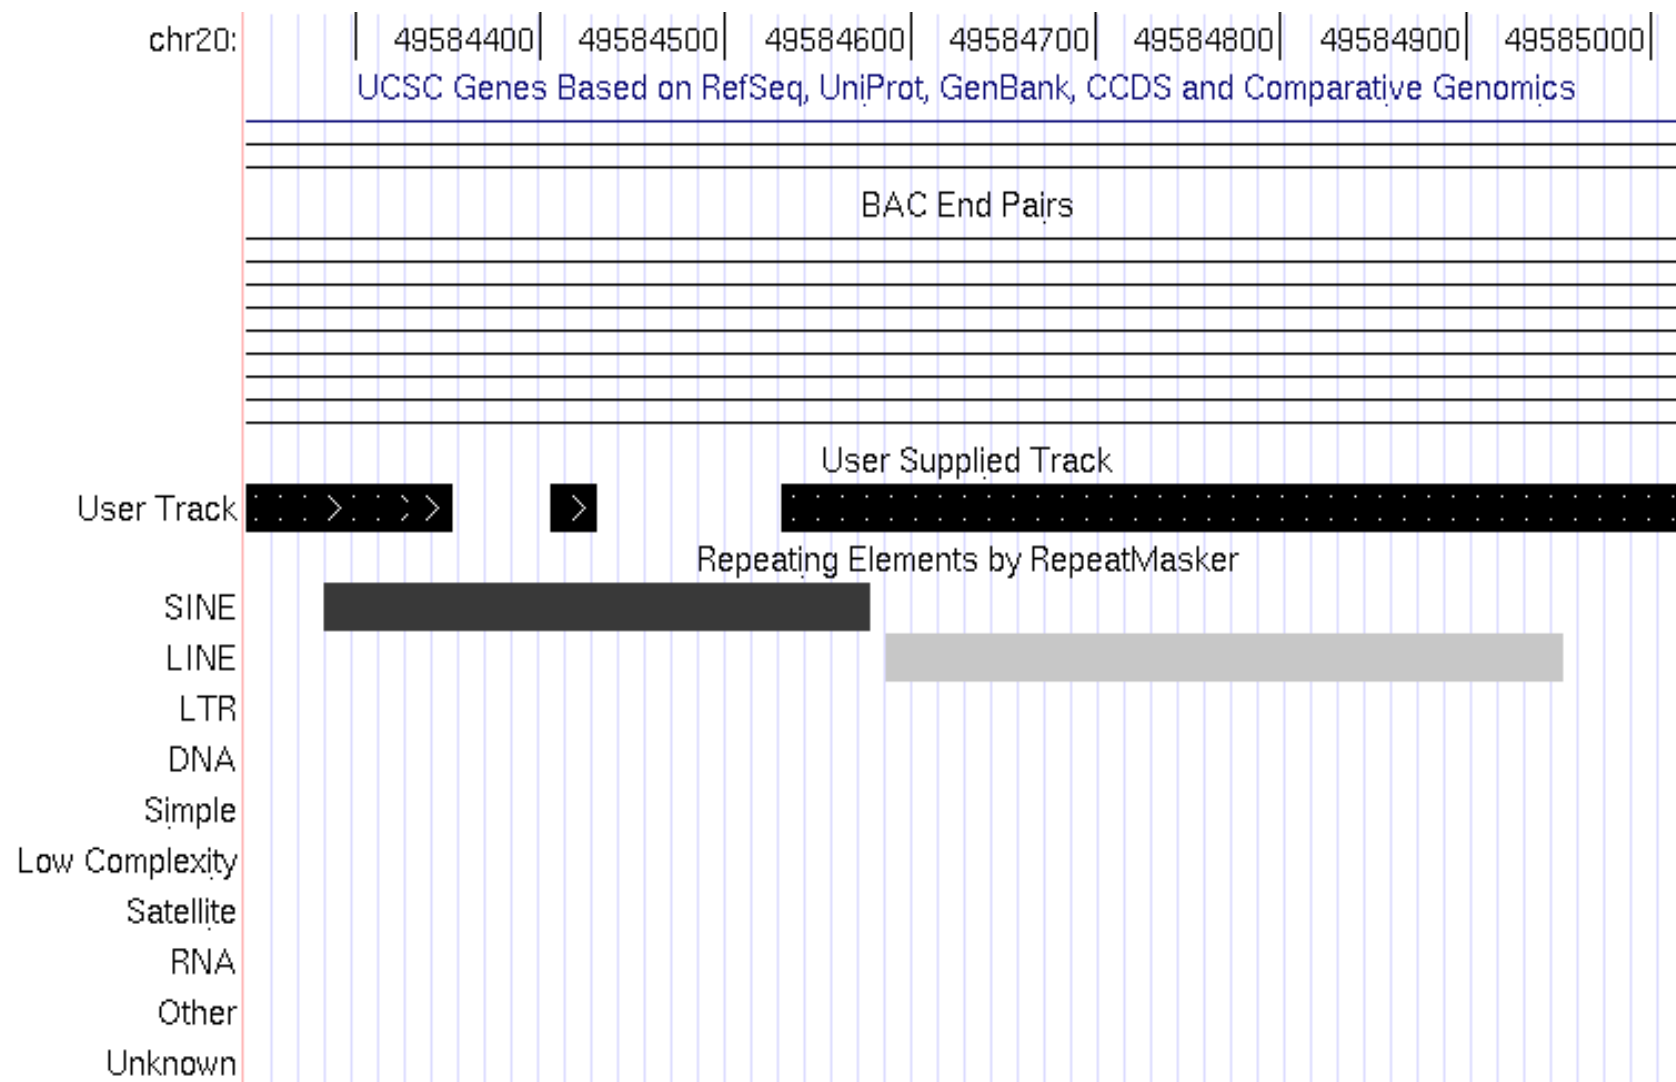 chr20: 49584400 49584500 49584600 49584700 49584800 49584900 49585000
UCSC Genes Based on RefSeq, UniProt, GenBank, CCDS and Comparative Genomics
BAC End Pairs
User Supplied Track
User Track
Repeating Elements by RepeatMasker
SINE
LINE
LTR
DNA
Simple
Low Complexity
Satellite
RNA
Other
Unknown